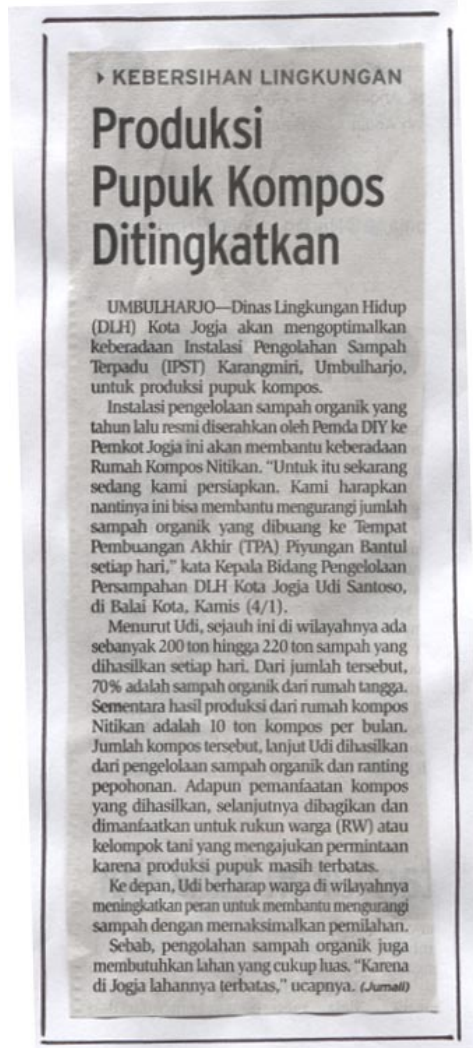 › KEBERSIHAN LINGKUNGAN
Produksi
Pupuk Kompos
Ditingkatkan
UMBULHARJO—Dinas Lingkungan Hidup
(DLH) Kota Jogja akan mengoptimalkan
keberadaan Instalasi Pengolahan Sampah
Terpadu (IPST) Karangmiri, Umbulharjo,
untuk produksi pupuk kompos.
Instalasi pengelolaan sampah organik yang
tahun lalu resmi diserahkan oleh Pemda DIY ke
Pemkot Jogja ini akan membantu keberadaan
Rumah Kompos Nitikan. “Untuk itu sekarang
sedang kami persiapkan. Kami harapkan
nantinya ini bisa membantu mengurangi jumlah
sampah organik yang dibuang ke Tempat
Pembuangan Akhir (TPA) Piyungan Bantul
setiap hari,” kata Kepala Bidang Pengelolaan
Persampahan DLH Kota Jogja Udi Santoso,
di Balai Kota, Kamis (4/1).
Menurut Udi, sejauh ini di wilayahnya ada
sebanyak 200 ton hingga 220 ton sampah yang
dihasilkan setiap hari. Dari jumlah tersebut,
70% adalah sampah organik dari rumah tangga.
Sementara hasil produksi dari rumah kompos
Nitikan adalah 10 ton kompos per bulan.
Jumlah kompos tersebut, lanjut Udi dihasilkan
dari pengelolaan sampah organik dan ranting
pepohonan. Adapun pemanfaatan kompos
yang dihasilkan, selanjutnya dibagikan dan
dimanfaatkan untuk rukun warga (RW) atau
kelompok tani yang mengajukan permintaan
karena produksi pupuk masih terbatas.
Ke depan, Udi berharap warga di wilayahnya
meningkatkan peran untuk membantu mengurangi
sampah dengan memaksimalkan pemilahan.
Sebab, pengolahan sampah organik juga
membutuhkan lahan yang cukup luas. “Karena
di Jogja lahannya terbatas,” ucapnya. (Jumali)